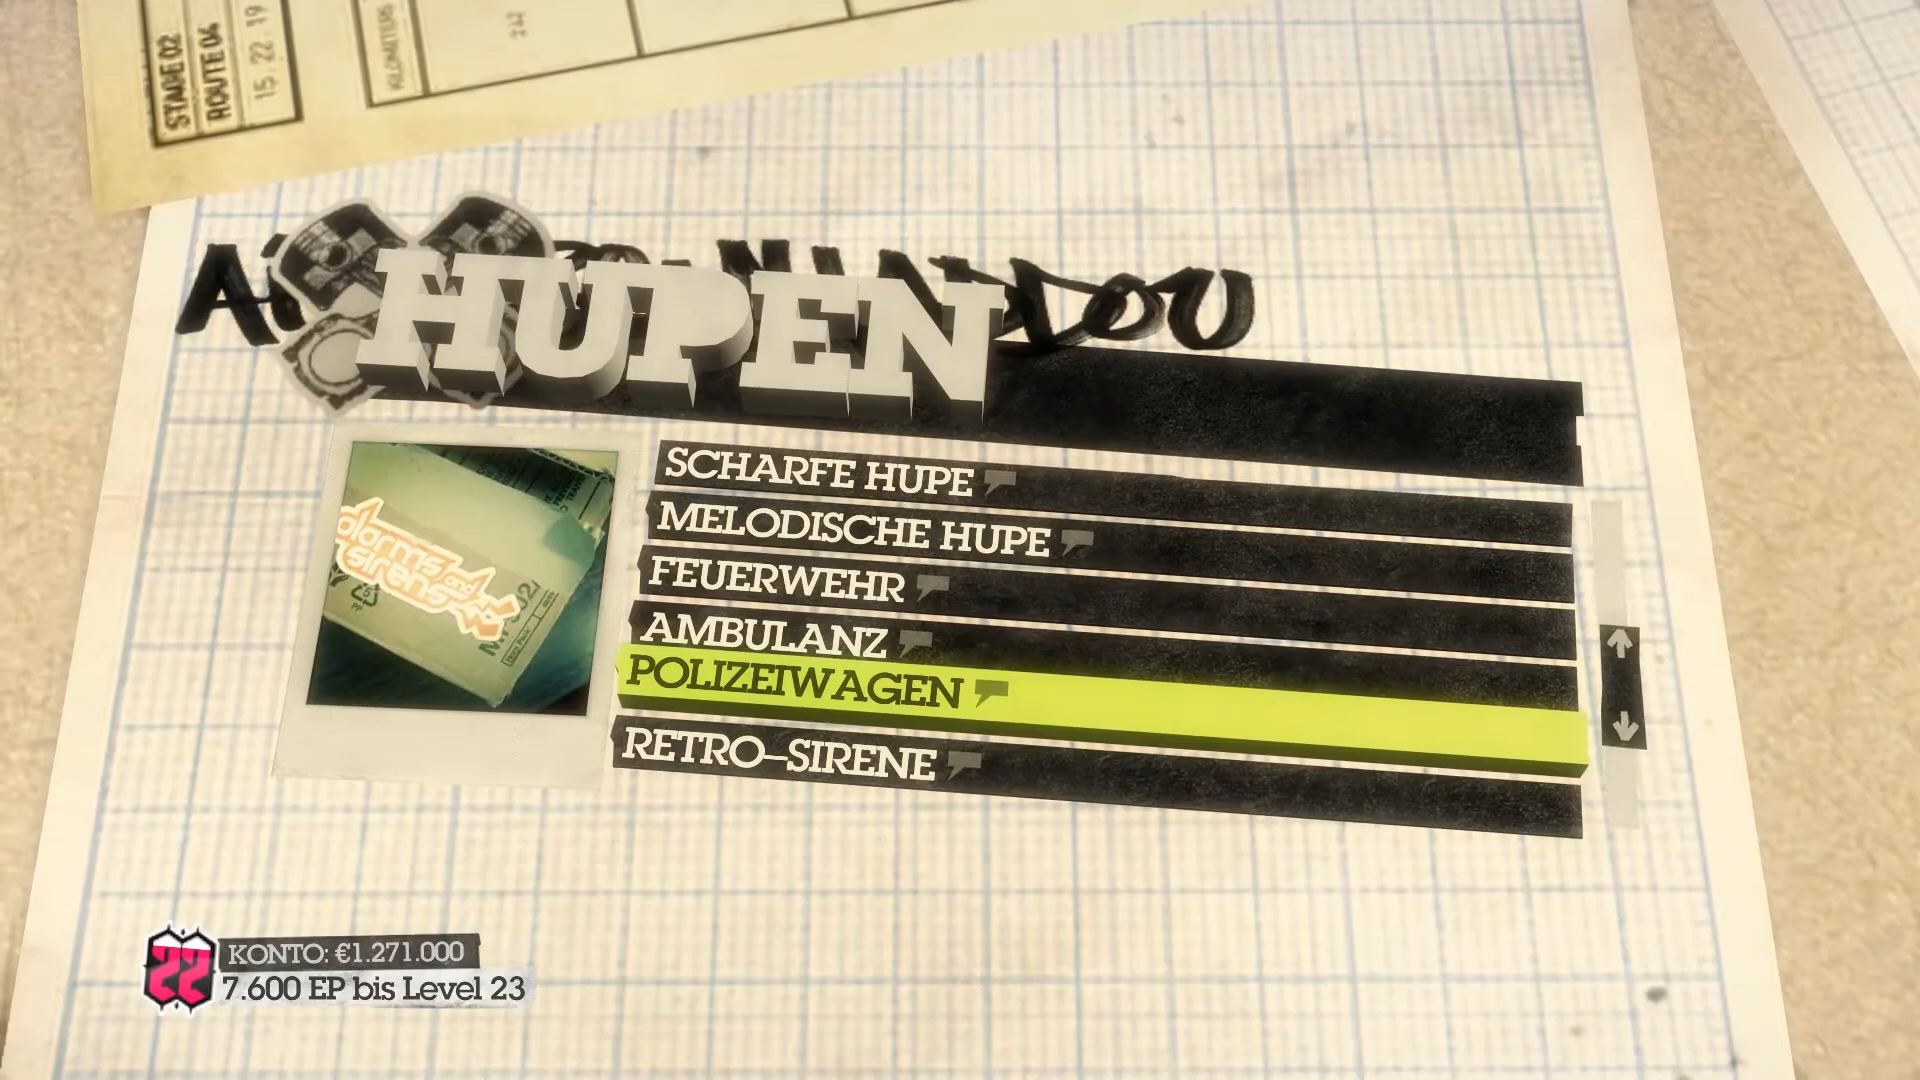 STAGE 02
ROUTE 04
15 22 19
KILOMETERS
HUPEN
alarms and sirens
SCHARFE HUPE
MELODISCHE HUPE
FEUERWEHR
AMBULANZ
POLIZEIWAGEN
RETRO-SIRENE
22
KONTO: €1.271.000
7.600 EP bis Level 23